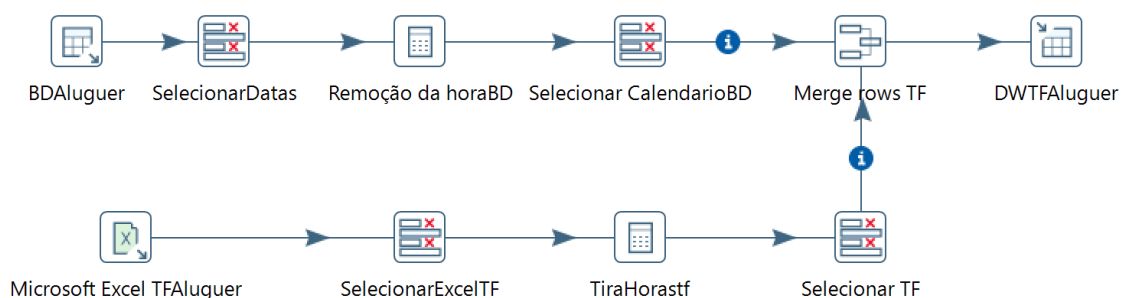 BDAluguer
SelecionarDatas
Remoção da horaBD
Selecionar CalendarioBD
Merge rows TF
DWTFAluguer
Microsoft Excel TFAluguer
SelecionarExcelTF
TiraHorastf
Selecionar TF